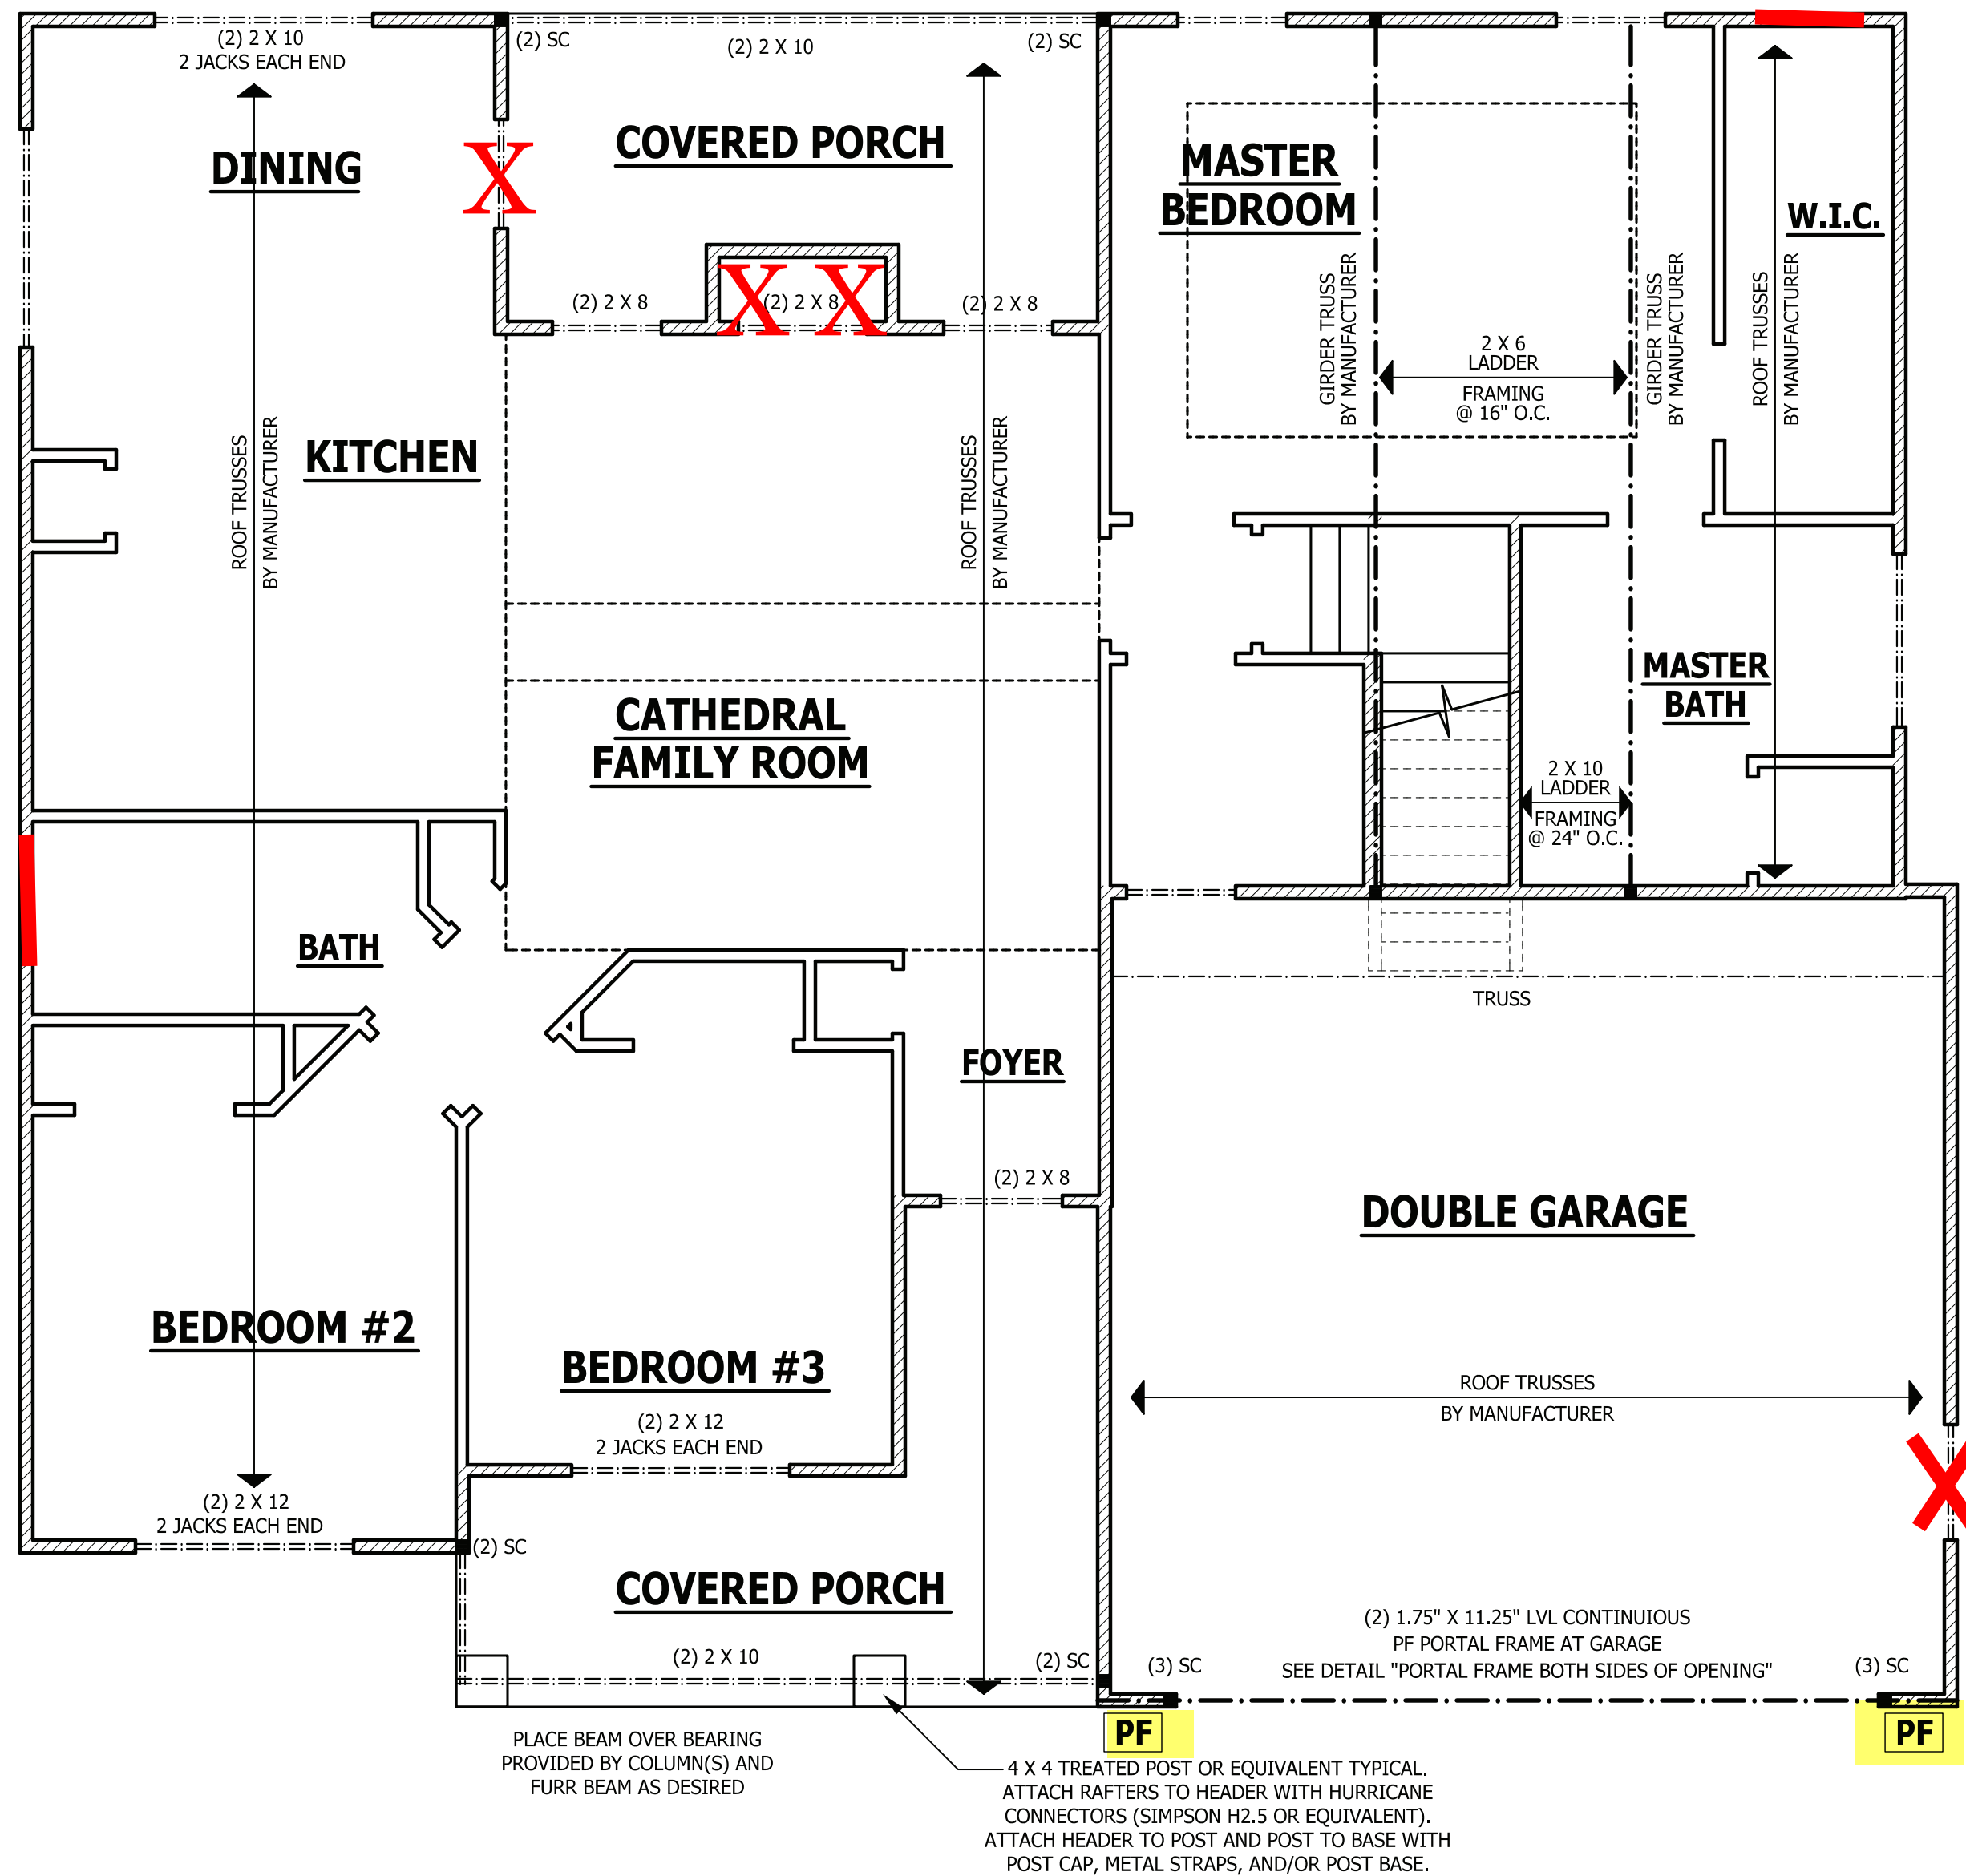 (2) 2 X 10
2 JACKS EACH END
(2) SC
(2) 2 X 10
(2) SC
DINING
X
COVERED PORCH
MASTER
BEDROOM
W.I.C.
(2) 2 X 8
X
(2) 2 X 8
X
(2) 2 X 8
GIRDER TRUSS
BY MANUFACTURER
2 X 6
LADDER
FRAMING
@ 16" O.C.
GIRDER TRUSS
BY MANUFACTURER
ROOF TRUSSES
BY MANUFACTURER
ROOF TRUSSES
BY MANUFACTURER
KITCHEN
ROOF TRUSSES
BY MANUFACTURER
CATHEDRAL
FAMILY ROOM
MASTER
BATH
2 X 10
LADDER
FRAMING
@ 24" O.C.
BATH
TRUSS
FOYER
(2) 2 X 8
DOUBLE GARAGE
BEDROOM #2
BEDROOM #3
ROOF TRUSSES
BY MANUFACTURER
(2) 2 X 12
2 JACKS EACH END
X
(2) 2 X 12
2 JACKS EACH END
(2) SC
COVERED PORCH
(2) 2 X 10
(2) SC
(2) 1.75" X 11.25" LVL CONTINUIOUS
PF PORTAL FRAME AT GARAGE
SEE DETAIL "PORTAL FRAME BOTH SIDES OF OPENING"
(3) SC
(3) SC
PF
PF
PLACE BEAM OVER BEARING
PROVIDED BY COLUMN(S) AND
FURR BEAM AS DESIRED
4 X 4 TREATED POST OR EQUIVALENT TYPICAL.
ATTACH RAFTERS TO HEADER WITH HURRICANE
CONNECTORS (SIMPSON H2.5 OR EQUIVALENT).
ATTACH HEADER TO POST AND POST TO BASE WITH
POST CAP, METAL STRAPS, AND/OR POST BASE.